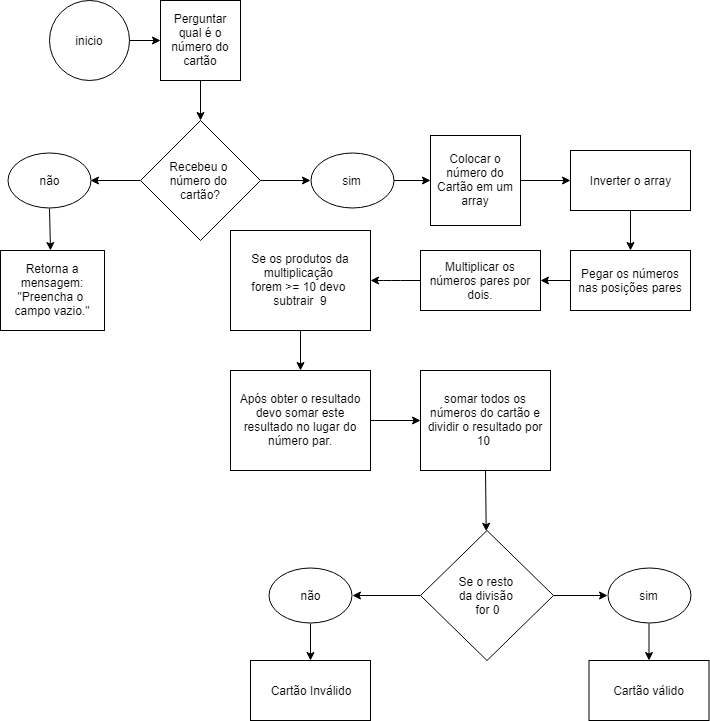 inicio
Perguntar
qual é o
número do
cartão
Recebeu o
número do
cartão?
não
sim
Colocar o
número do
Cartão em um
array
Inverter o array
Retorna a
mensagem:
"Preencha o
campo vazio."
Se os produtos da
multiplicação
forem >= 10 devo
subtrair 9
Multiplicar os
números pares por
dois.
Pegar os números
nas posições pares
Após obter o resultado
devo somar este
resultado no lugar do
número par.
somar todos os
números do cartão e
dividir o resultado por
10
Se o resto
da divisão
for 0
não
sim
Cartão Inválido
Cartão válido